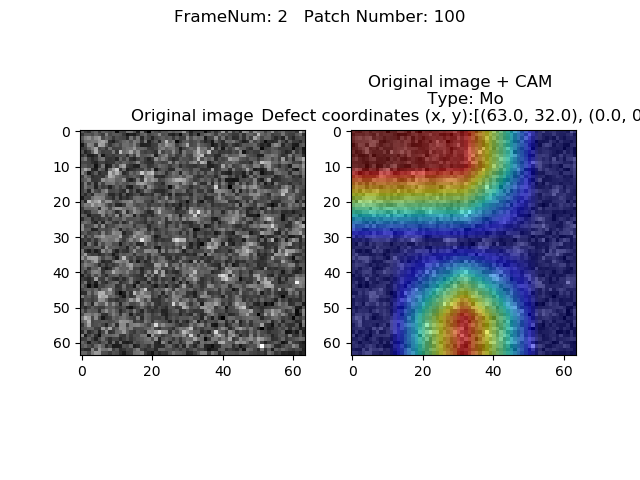 FrameNum: 2   Patch Number: 100
Original image + CAM
Type: Mo
Original image
Defect coordinates (x, y):[(63.0, 32.0), (0.0, 0
0
10
20
30
40
50
60
0 20 40 60
0
10
20
30
40
50
60
0 20 40 60